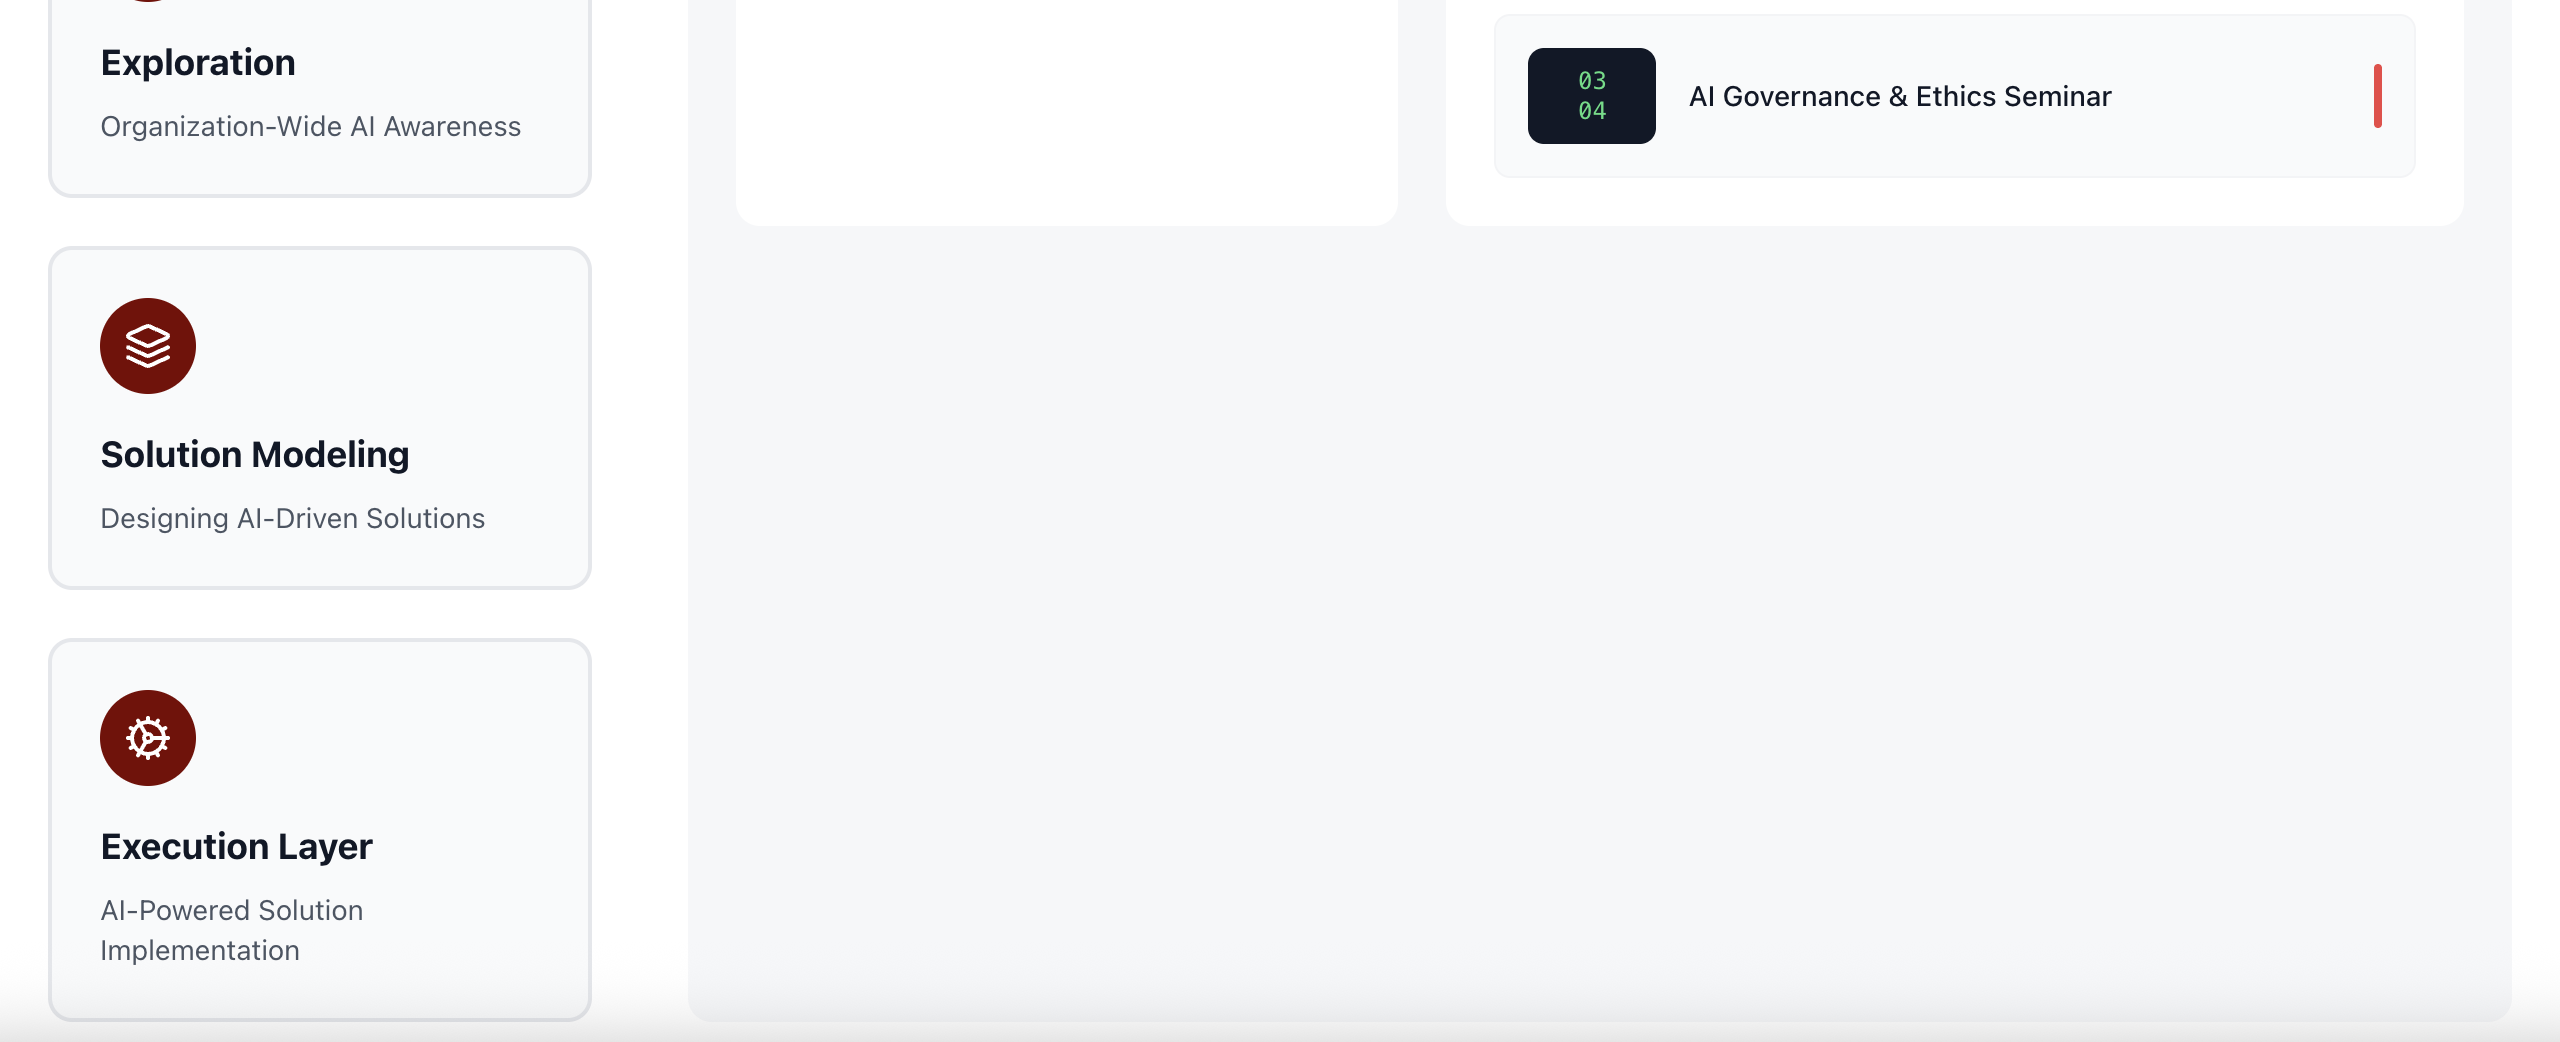 Exploration
Organization-Wide AI Awareness
Solution Modeling
Designing AI-Driven Solutions
Execution Layer
AI-Powered Solution
Implementation
03
04
AI Governance & Ethics Seminar